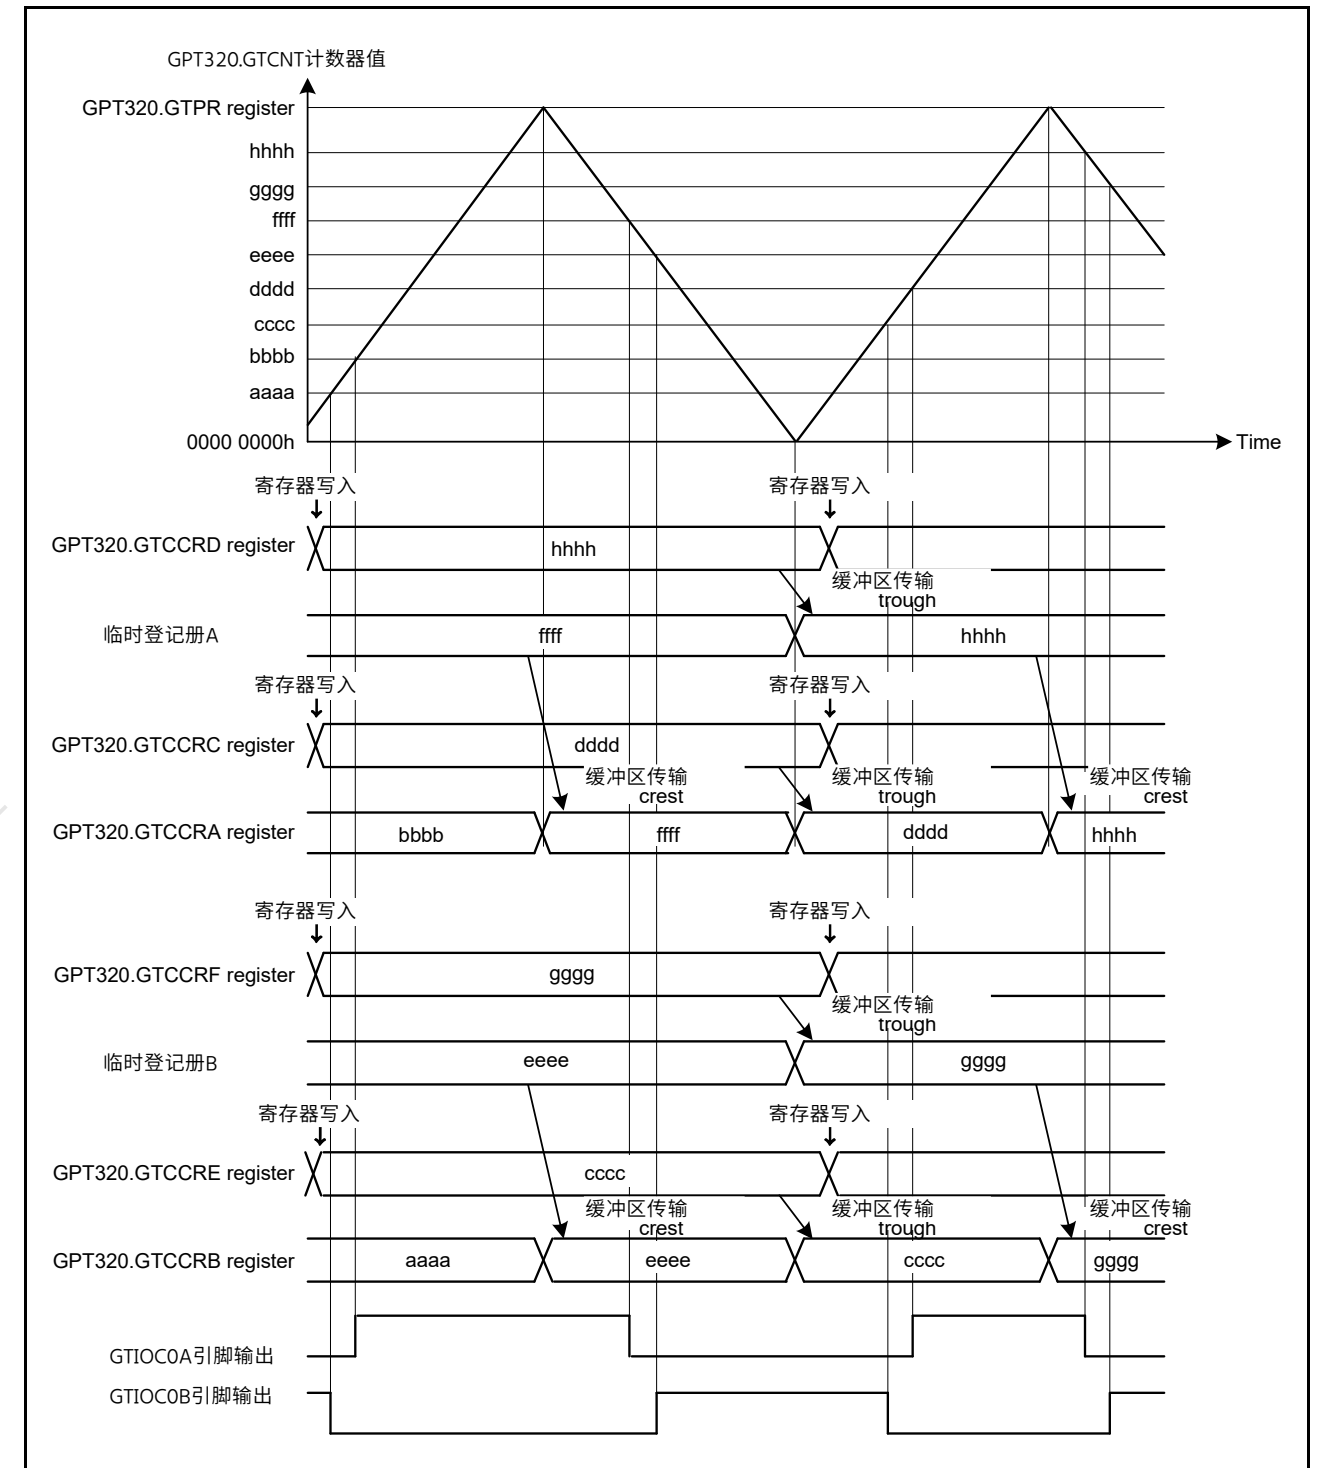 GPT320.GTCNT计数器值
GPT320.GTPR register
hhhh
gggg
ffff
eeee
dddd
cccc
bbbb
aaaa
0000 0000h
Time
寄存器写入 寄存器写入
GPT320.GTCCRD register hhhh
缓冲区传输
trough
临时登记册A ffff hhhh
寄存器写入 寄存器写入
GPT320.GTCCRC register dddd
缓冲区传输 缓冲区传输 缓冲区传输
crest trough crest
GPT320.GTCCRA register bbbb ffff dddd hhhh
寄存器写入 寄存器写入
GPT320.GTCCRF register gggg
缓冲区传输
trough
临时登记册B eeee gggg
寄存器写入 寄存器写入
GPT320.GTCCRE register cccc
缓冲区传输 缓冲区传输 缓冲区传输
crest trough crest
GPT320.GTCCRB register aaaa eeee cccc gggg
GTIOC0A引脚输出
GTIOC0B引脚输出